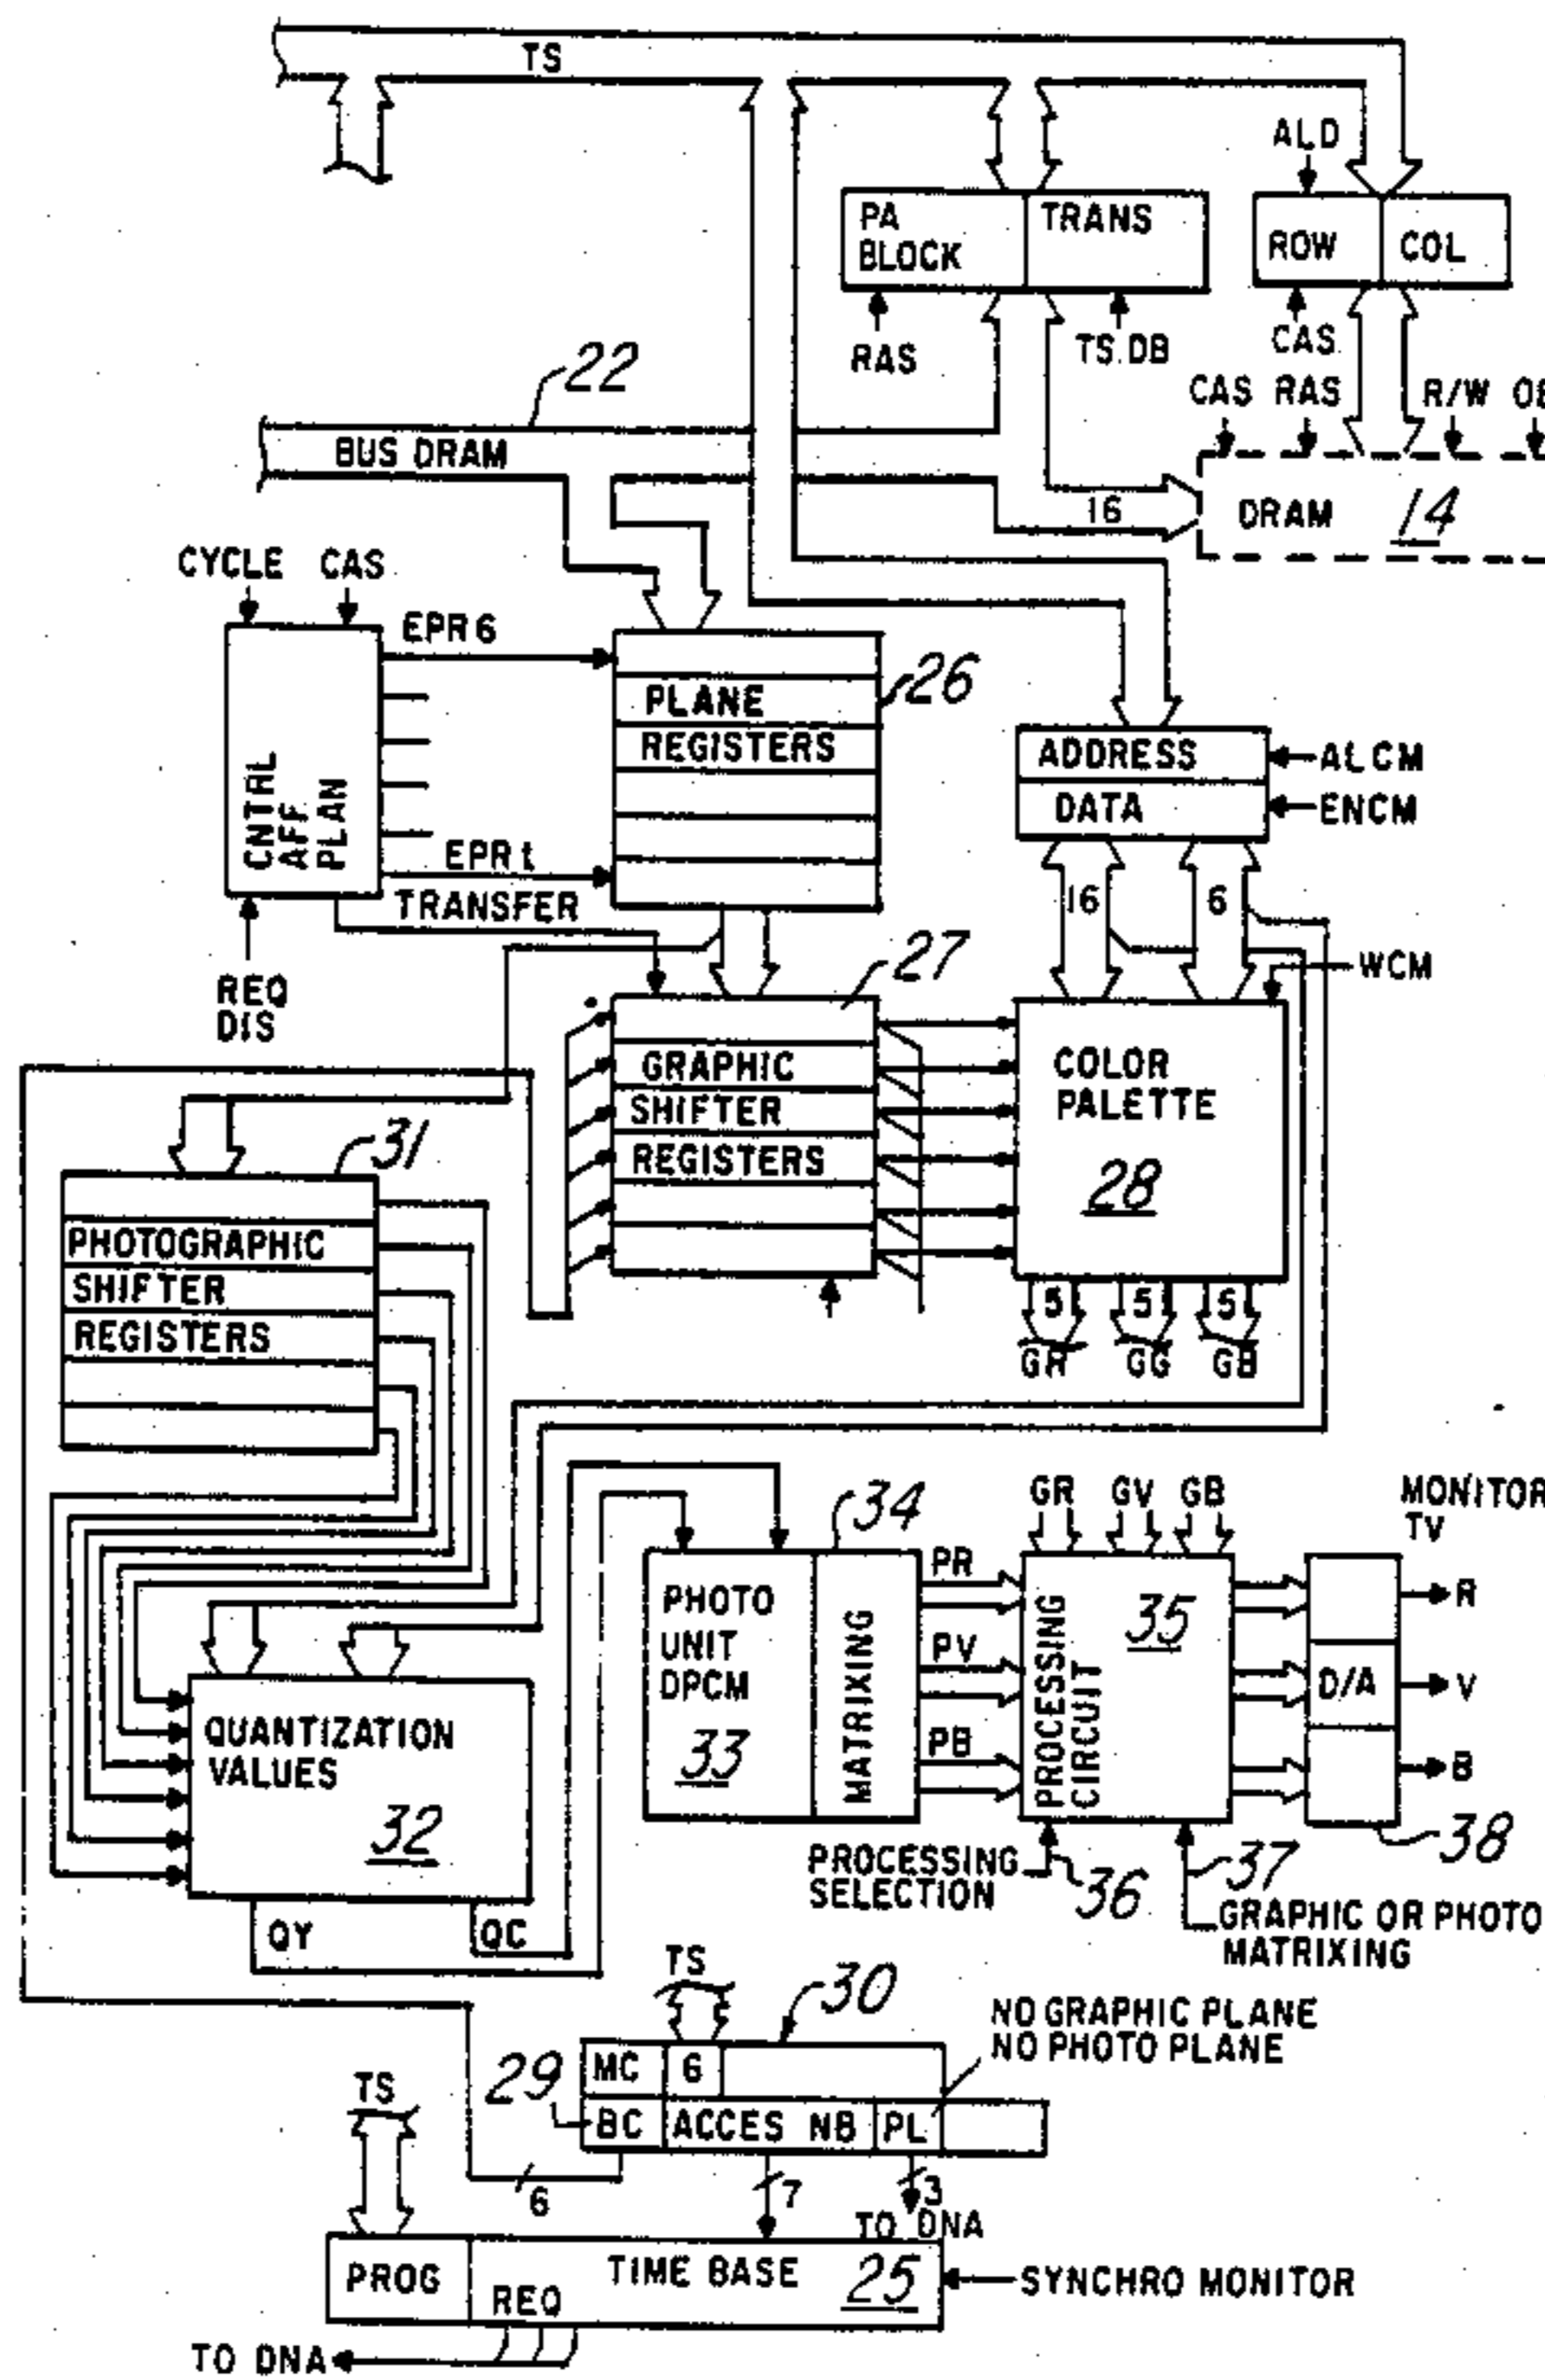 TS
ALD
PA
BLOCK
TRANS
ROW
COL
RAS
TS.DB
CAS
22
CAS RAS
R/W
BUS DRAM
16
DRAM
14
CYCLE
CAS
EPR 6
PLANE
REGISTERS
26
CNTRL
AFF
PLAN
ADDRESS
ALCM
DATA
ENCM
EPR 1
TRANSFER
16
6
REQ
DIS
27
WCM
GRAPHIC
SHIFTER
REGISTERS
COLOR
PALETTE
28
31
PHOTOGRAPHIC
SHIFTER
REGISTERS
5
5
5
GR
GG
GB
34
GR
GV
GB
MONITOR
TV
PHOTO
UNIT
DPCM
33
MATRIXING
PR
PV
PB
PROCESSING
CIRCUIT
35
D/A
R
V
B
QUANTIZATION
VALUES
32
38
PROCESSING
SELECTION
36
37
GRAPHIC OR PHOTO
MATRIXING
QY
QC
TS
30
NO GRAPHIC PLANE
NO PHOTO PLANE
MC
6
29
BC
ACCES NB
PL
TS
6
7
3
TO DNA
PROG
TIME BASE
25
REQ
SYNCHRO MONITOR
TO DNA